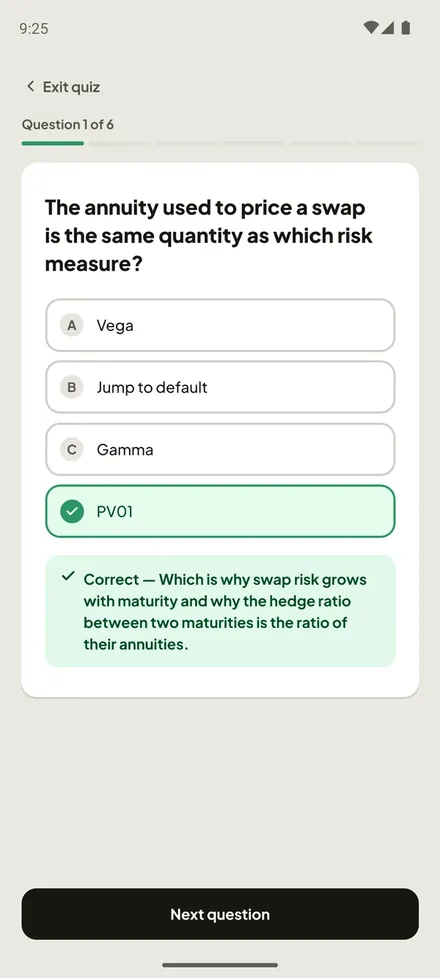 9:25
Exit quiz
Question 1 of 6
The annuity used to price a swap
is the same quantity as which risk
measure?
A Vega
B Jump to default
C Gamma
PV01
Correct — Which is why swap risk grows
with maturity and why the hedge ratio
between two maturities is the ratio of
their annuities.
Next question